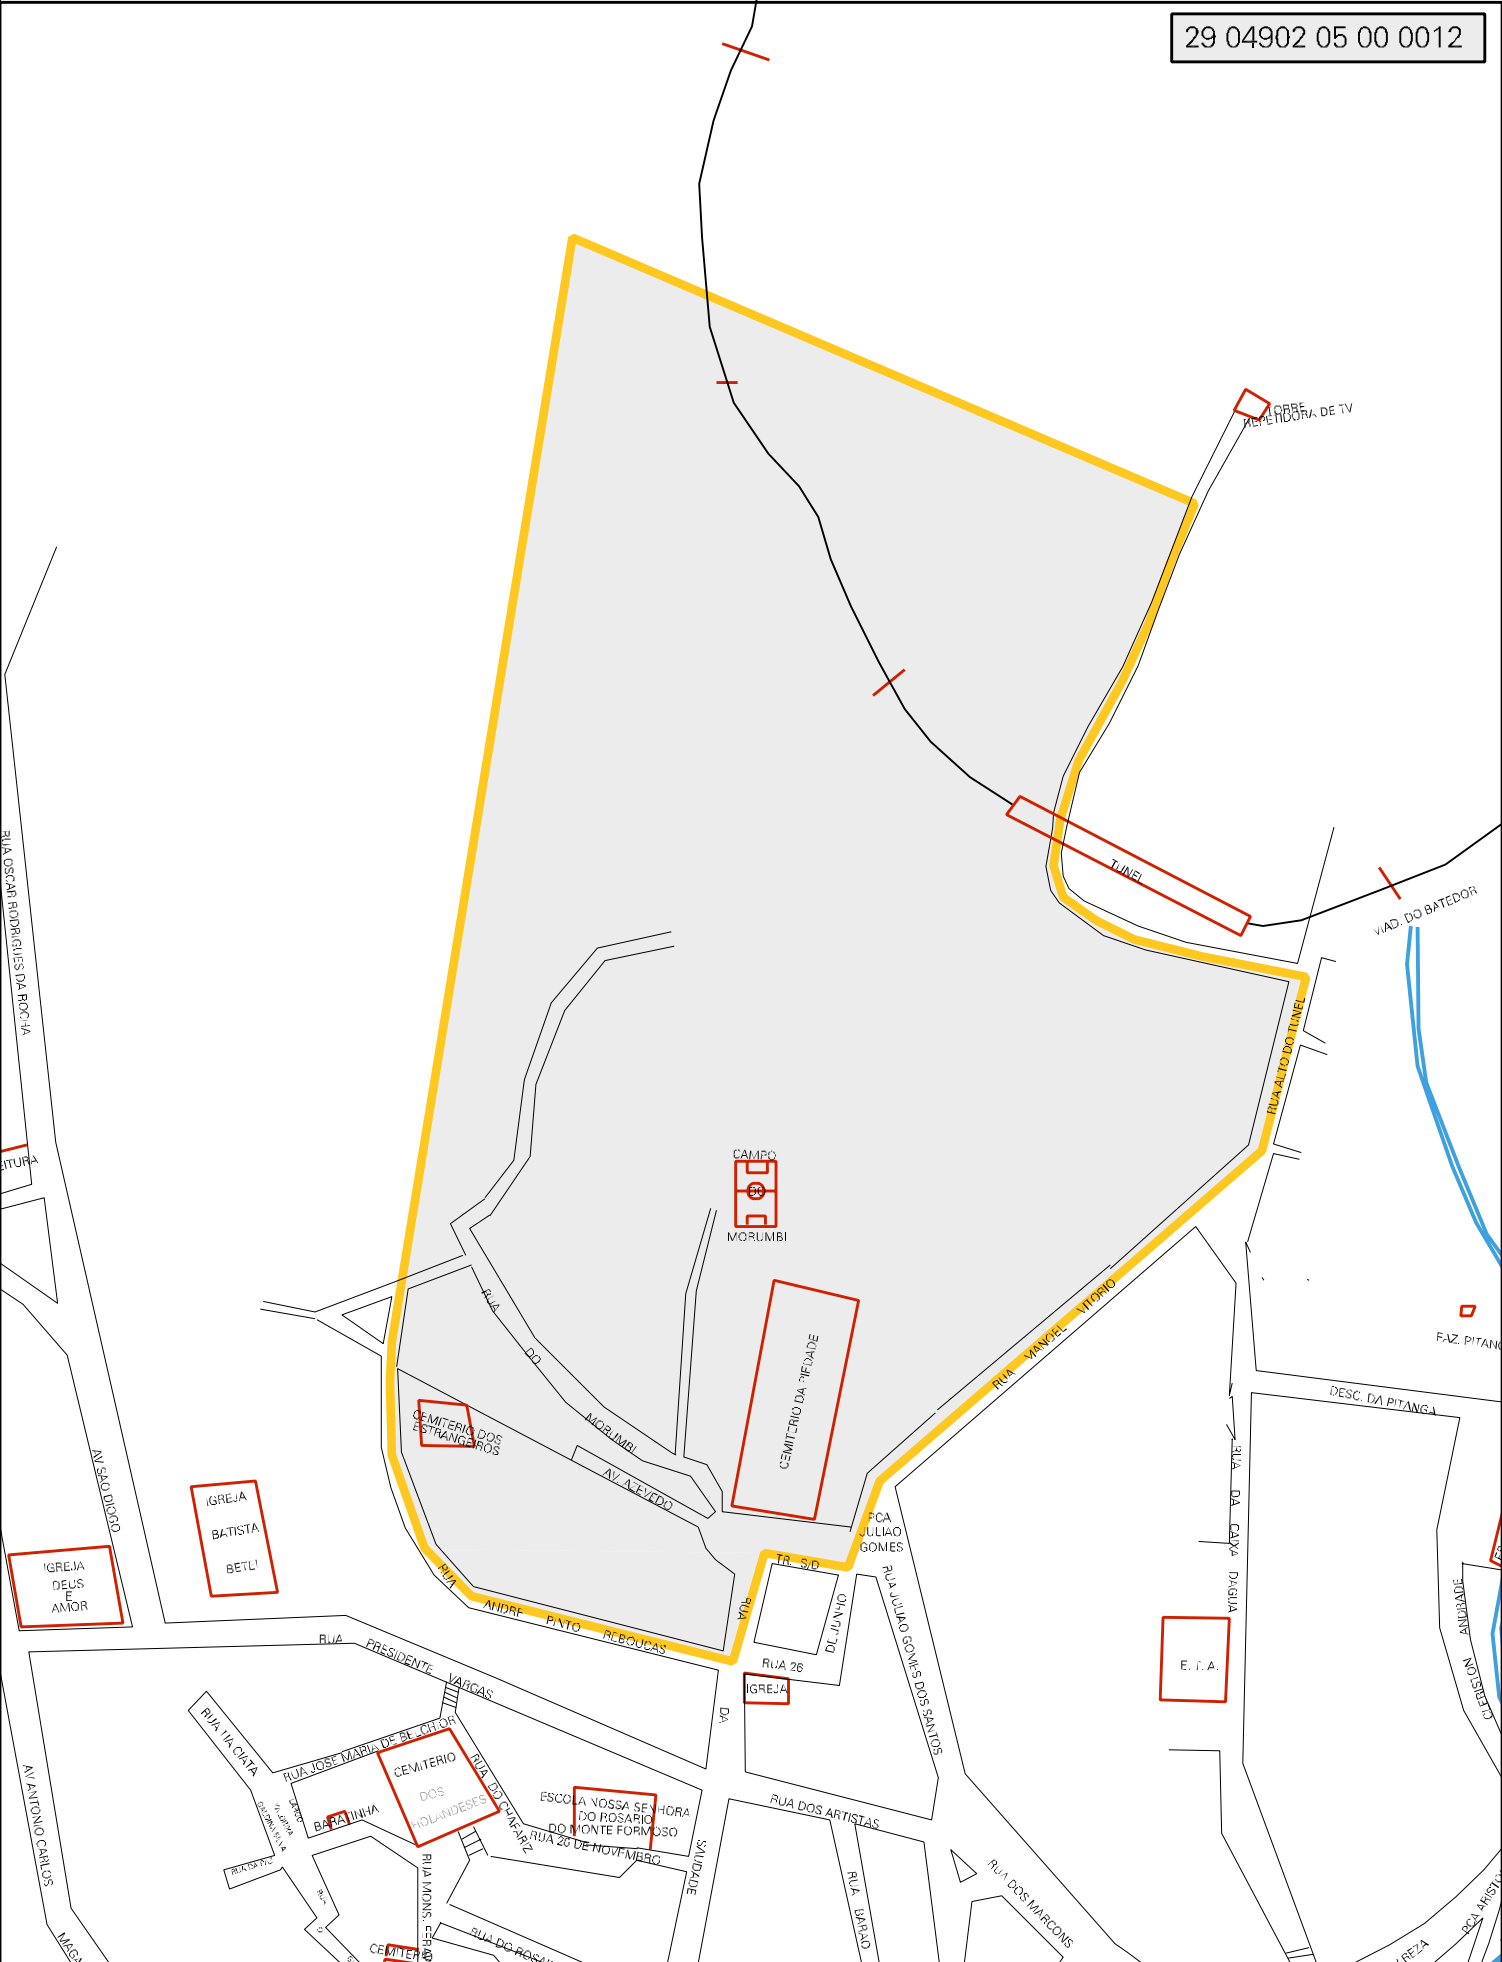 29 04902 05 00 0012
TORRE
REPETIDORA DE TV
TUNEL
VIAD. DO BATEDOR
RUA OSCAR RODRIGUES DA ROCHA
RUA ALTO DO TUNEL
CAMPO
DO
MORUMBI
RUA DO MORUMBI
CEMITERIO DA PIEDADE
RUA MANOEL VITORIO
CEMITERIO DOS
ESTRANGEIROS
AV. AZEVEDO
DESC. DA PITANGA
AV SAO DIOGO
IGREJA
BATISTA
IGREJA
DEUS
E
AMOR
PCA
JULIAO
GOMES
TR. S/D
RUA ANDRE PINTO REBOUCAS
RUA DA SAUDADE
RUA 26 DE JUNHO
IGREJA
RUA JULIAO GOMES DOS SANTOS
RUA DA CAIXA DAGUA
E. T. A.
RUA PRESIDENTE VARGAS
RUA TIA CIATA
RUA JOSE MARIA DE BELCHIOR
CEMITERIO
DOS
HOLANDESES
RUA DO CHAFARIZ
BARATINHA
LARGO
ESCOLA NOSSA SENHORA
DO ROSARIO
DO MONTE FORMOSO
RUA 20 DE NOVEMBRO
RUA DOS ARTISTAS
AV ANTONIO CARLOS
RUA MONS.
RUA BARAO
RUA DOS MARCONS
CEMITERIO
ANDRADE